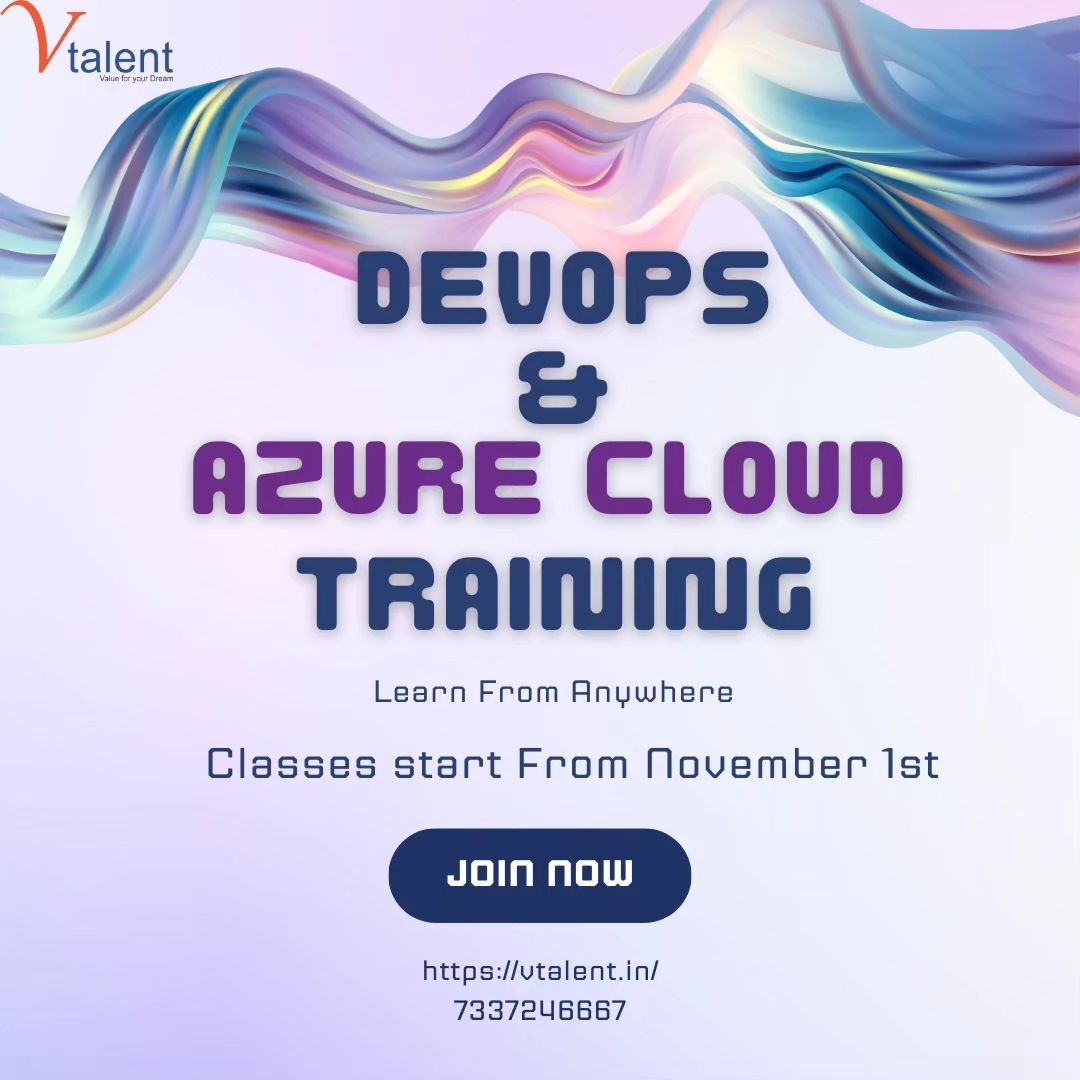 Vtalent
Value for your Dream
DEVOPS
&
AZURE CLOUD
TRAINING
Learn From Anywhere
Classes start From November 1st
JOIN NOW
https://vtalent.in/
7337246667